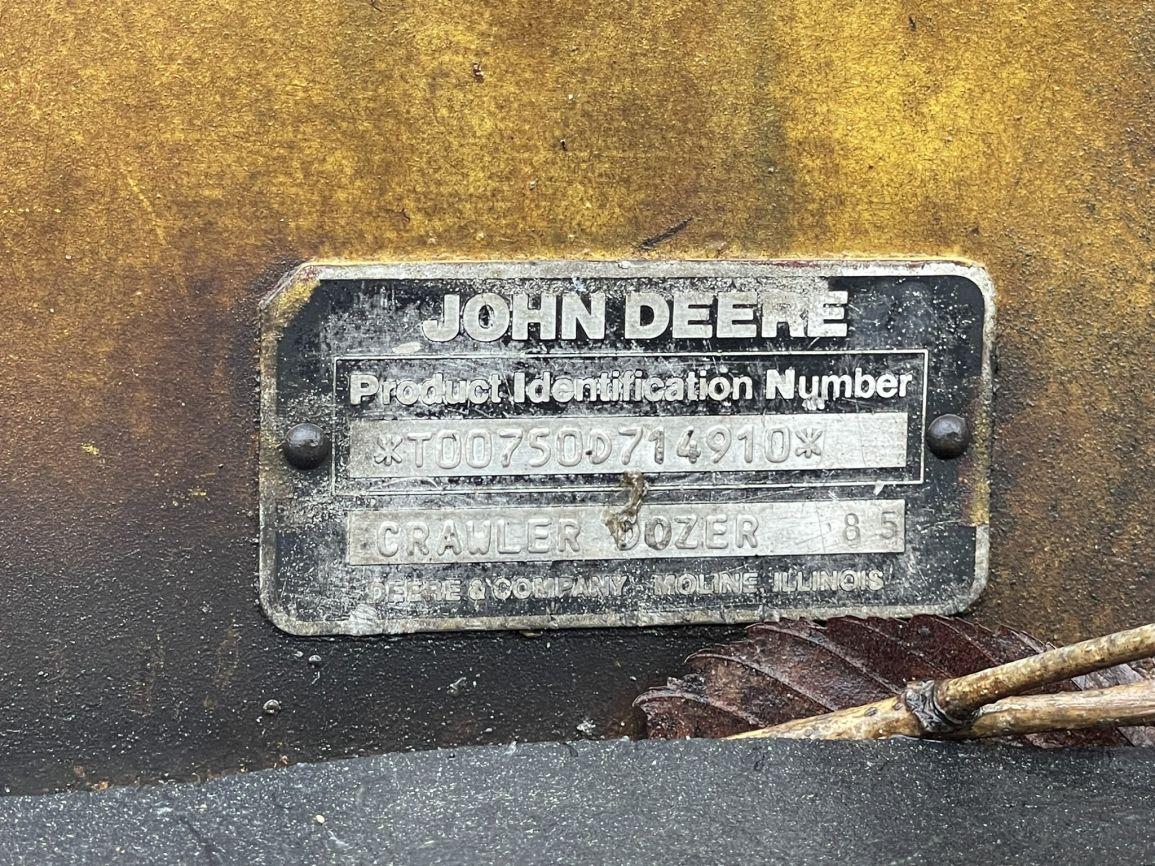 JOHN DEERE
Product Identification Number
*T00750D714910*
CRAWLER DOZER 85
DEERE & COMPANY MOLINE ILLINOIS